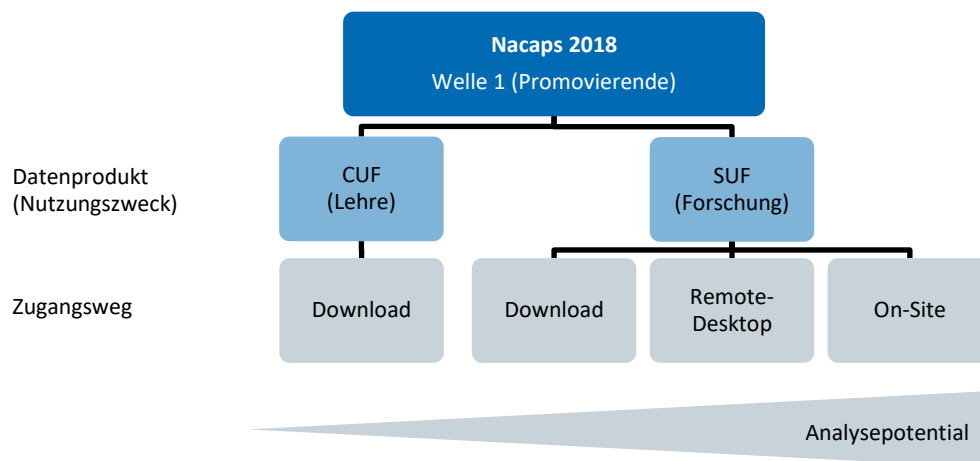 Nacaps 2018
Welle 1 (Promovierende)
Datenprodukt
(Nutzungszweck)
CUF
(Lehre)
SUF
(Forschung)
Zugangsweg
Download
Download
Remote-
Desktop
On-Site
Analysepotential